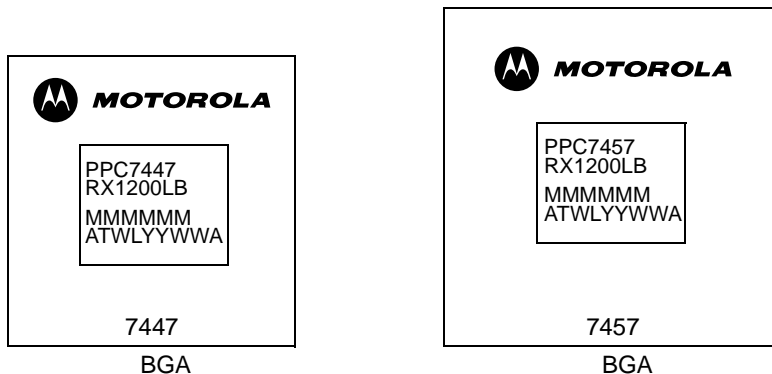 MOTOROLA
PPC7447
RX1200LB
MMMMMM
ATWLYYWWA
7447
BGA
MOTOROLA
PPC7457
RX1200LB
MMMMMM
ATWLYYWWA
7457
BGA